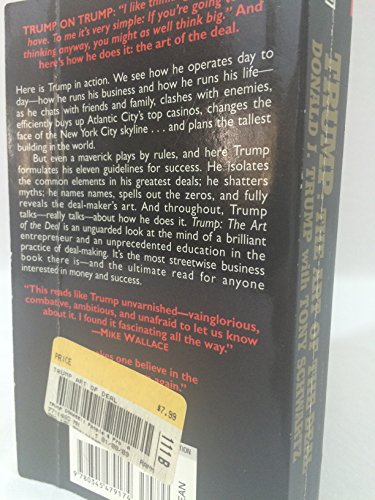 TRUMP ON TRUMP: "I like thinking
have. To me it's very simple: If you're going to
thinking anyway, you might as well think big." And
here's how he does it: the art of the deal.
Here is Trump in action. We see how he operates day to
day—how he runs his business and how he runs his life—
as he chats with friends and family, clashes with enemies,
efficiently buys up Atlantic City's top casinos, changes the
face of the New York City skyline . . . and plans the tallest
building in the world.
But even a maverick plays by rules, and here Trump
formulates his eleven guidelines for success. He isolates
the common elements in his greatest deals; he shatters
myths; he names names, spells out the zeros, and fully
reveals the deal-maker's art. And throughout, Trump
talks—really talks—about how he does it. Trump: The Art
of the Deal is an unguarded look at the mind of a brilliant
entrepreneur and an unprecedented education in the
practice of deal-making. It's the most streetwise business
book there is—and the ultimate read for anyone
interested in money and success.
"This reads like Trump unvarnished—vainglorious,
combative, ambitious, and unafraid to let us know
about it. I found it fascinating all the way."
—MIKE WALLACE
kes one believe in the
again."
PRICE
TRUMP ART OF DEAL
$7.99
111B
EAN
TRUMP: THE ART OF THE DEAL
DONALD J. TRUMP with TONY SCHWARTZ